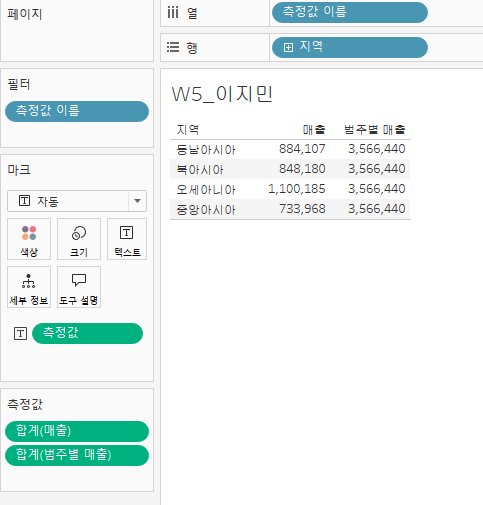 페이지
열
측정값 이름
행
지역
필터
측정값 이름
W5_이지민
지역 매출 범주별 매출
동남아시아 884,107 3,566,440
북아시아 848,180 3,566,440
오세아니아 1,100,185 3,566,440
중앙아시아 733,968 3,566,440
마크
자동
색상 크기 텍스트
세부 정보 도구 설명
측정값
측정값
합계(매출)
합계(범주별 매출)